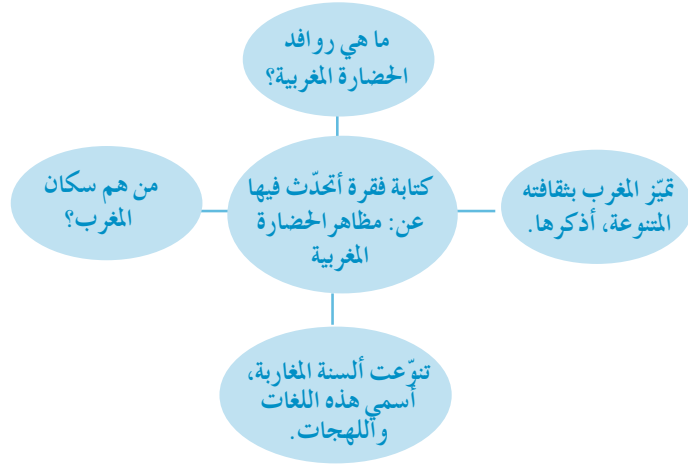 ما هي روافد
الحضارة المغربية؟
تميّز المغرب بثقافته
المتنوعة، أذكرها.
كتابة فقرة أتحدّث فيها
عن: مظاهر الحضارة
المغربية
من هم سكان
المغرب؟
تنوّعت ألسنة المغاربة،
أسمي هذه اللغات
واللهجات.